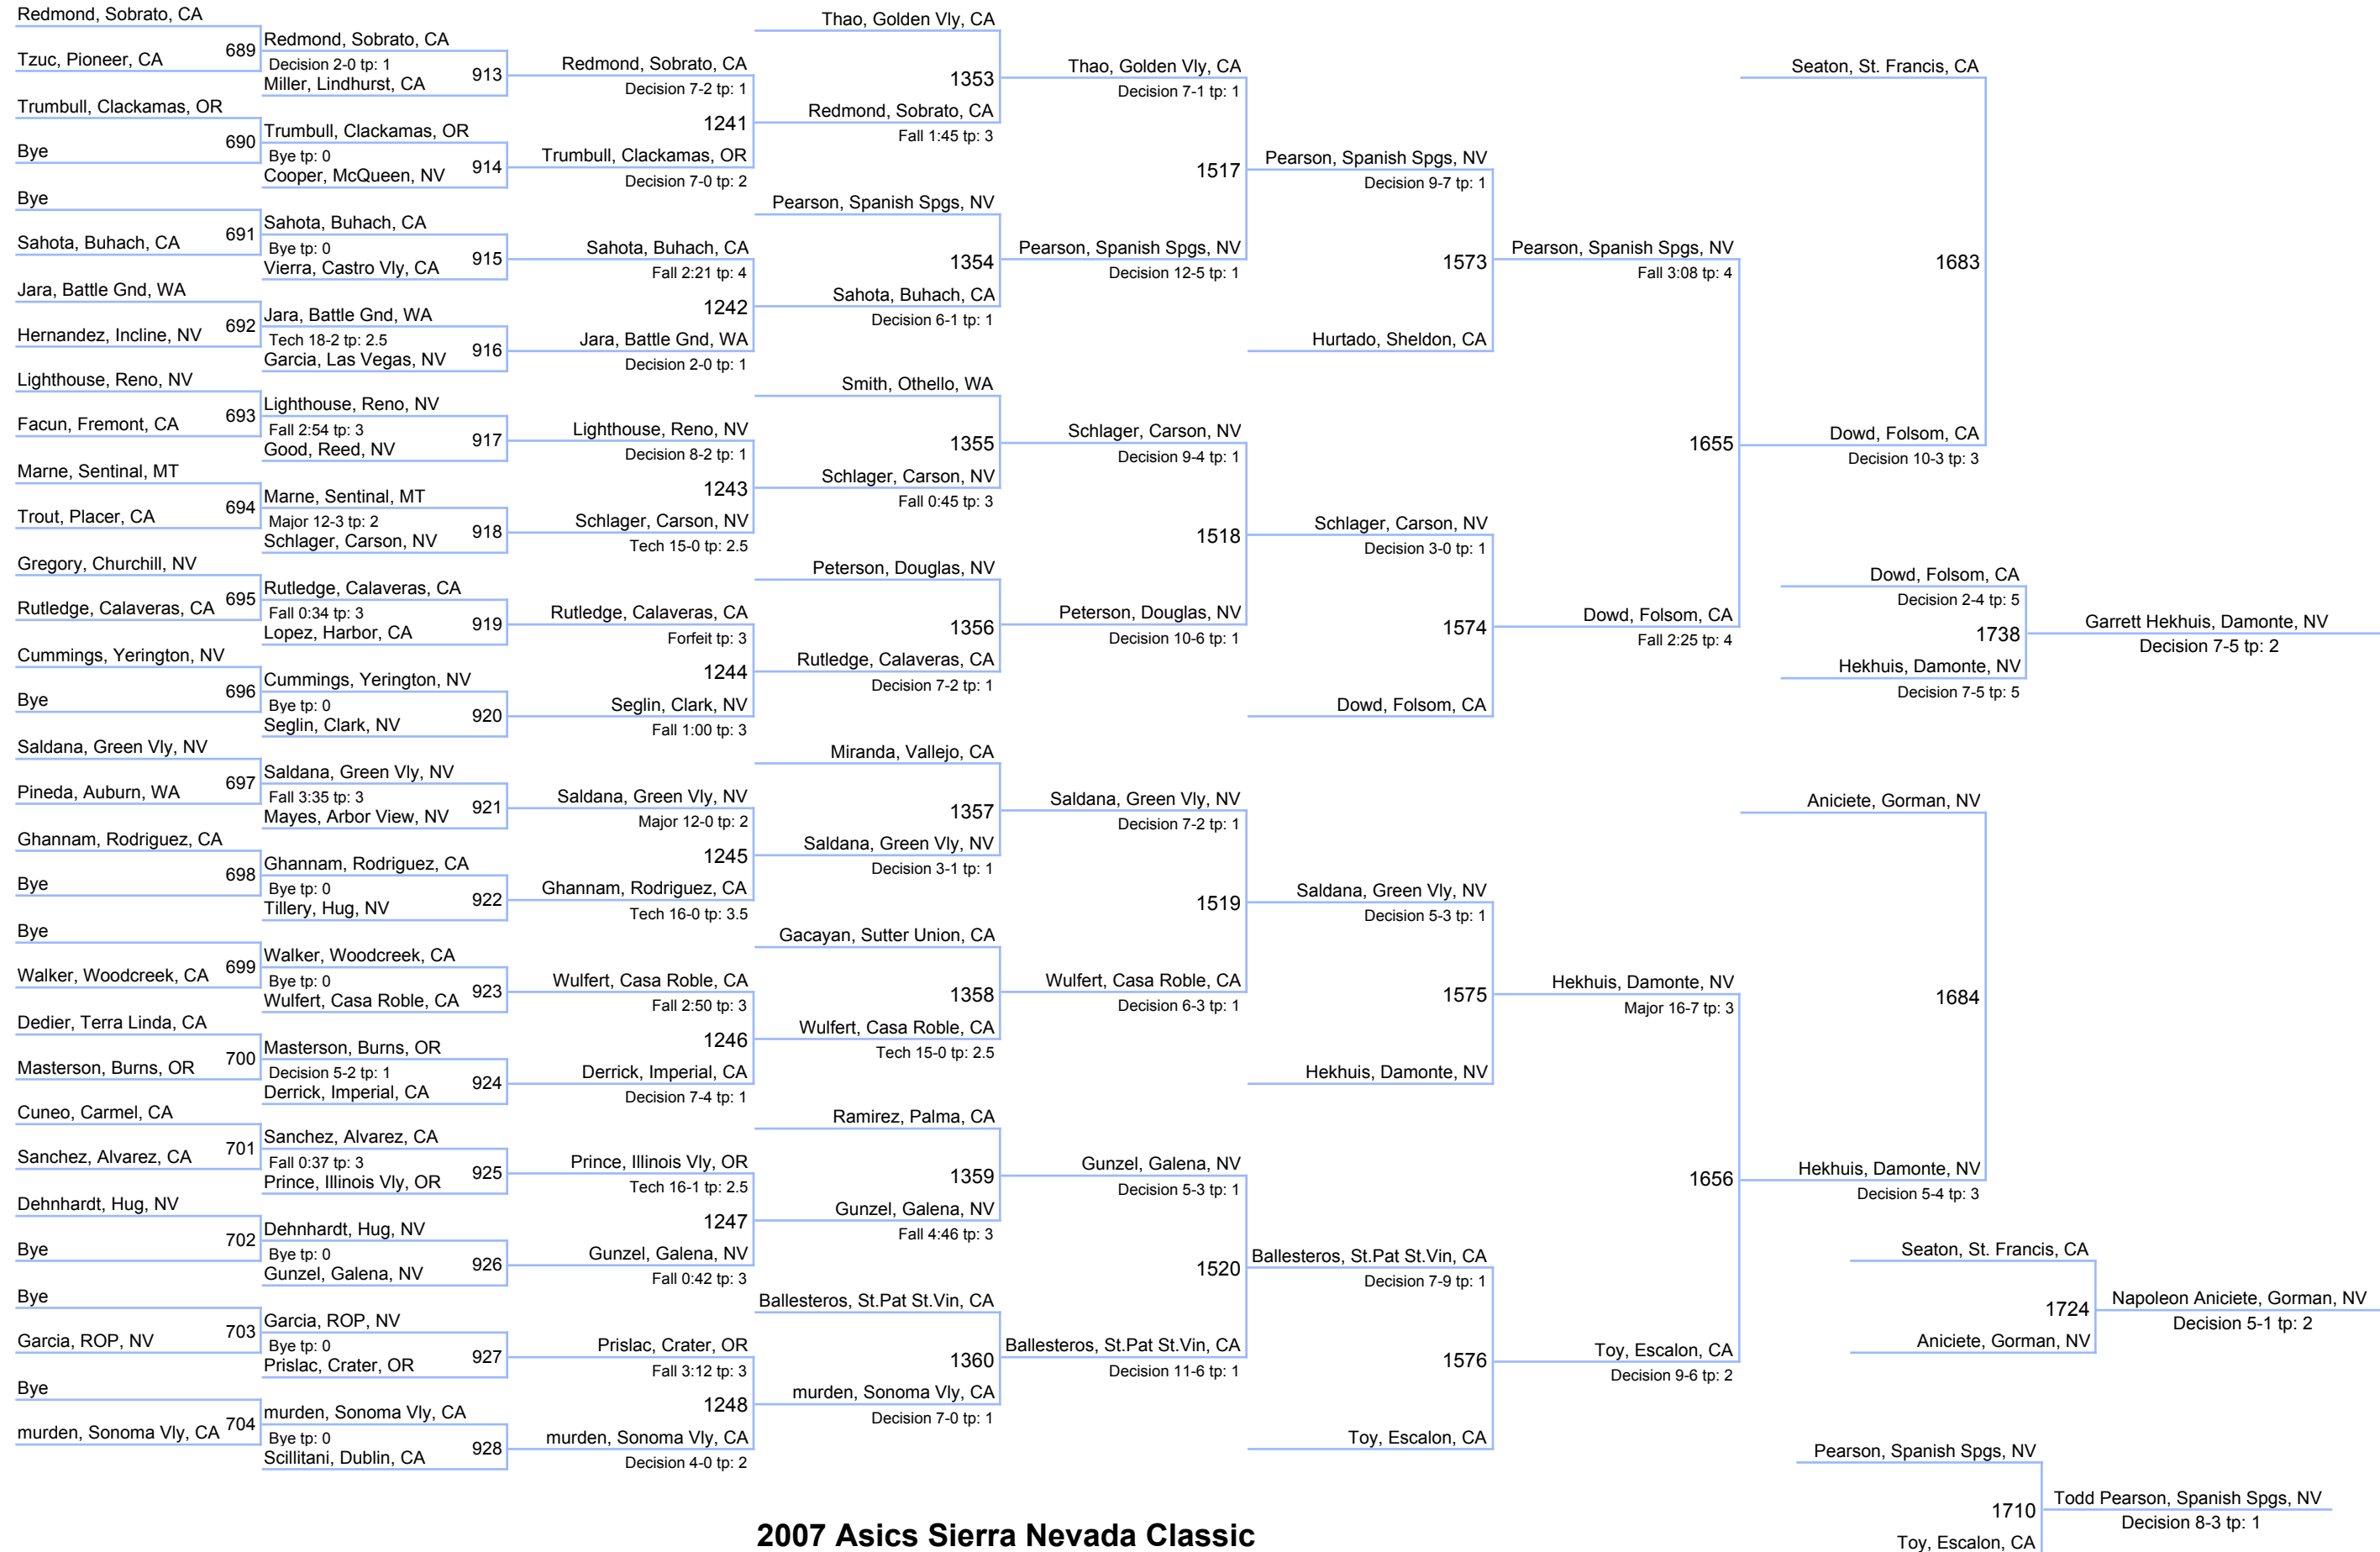 Redmond, Sobrato, CA
689
Tzuc, Pioneer, CA
Trumbull, Clackamas, OR
690
Bye
Bye
691
Sahota, Buhach, CA
Jara, Battle Gnd, WA
692
Hernandez, Incline, NV
Lighthouse, Reno, NV
693
Facun, Fremont, CA
Marne, Sentinal, MT
694
Trout, Placer, CA
Gregory, Churchill, NV
695
Rutledge, Calaveras, CA
Cummings, Yerington, NV
696
Bye
Saldana, Green Vly, NV
697
Pineda, Auburn, WA
Ghannam, Rodriguez, CA
698
Bye
Bye
699
Walker, Woodcreek, CA
Dedier, Terra Linda, CA
700
Masterson, Burns, OR
Cuneo, Carmel, CA
701
Sanchez, Alvarez, CA
Dehnhardt, Hug, NV
702
Bye
Bye
703
Garcia, ROP, NV
Bye
704
murden, Sonoma Vly, CA
Redmond, Sobrato, CA
Decision 2-0 tp: 1
913
Miller, Lindhurst, CA
Trumbull, Clackamas, OR
Bye tp: 0
914
Cooper, McQueen, NV
Sahota, Buhach, CA
Bye tp: 0
915
Vierra, Castro Vly, CA
Jara, Battle Gnd, WA
Tech 18-2 tp: 2.5
916
Garcia, Las Vegas, NV
Lighthouse, Reno, NV
Fall 2:54 tp: 3
917
Good, Reed, NV
Marne, Sentinal, MT
Major 12-3 tp: 2
918
Schlager, Carson, NV
Rutledge, Calaveras, CA
Fall 0:34 tp: 3
919
Lopez, Harbor, CA
Cummings, Yerington, NV
Bye tp: 0
920
Seglin, Clark, NV
Saldana, Green Vly, NV
Fall 3:35 tp: 3
921
Mayes, Arbor View, NV
Ghannam, Rodriguez, CA
Bye tp: 0
922
Tillery, Hug, NV
Walker, Woodcreek, CA
Bye tp: 0
923
Wulfert, Casa Roble, CA
Masterson, Burns, OR
Decision 5-2 tp: 1
924
Derrick, Imperial, CA
Sanchez, Alvarez, CA
Fall 0:37 tp: 3
925
Prince, Illinois Vly, OR
Dehnhardt, Hug, NV
Bye tp: 0
926
Gunzel, Galena, NV
Garcia, ROP, NV
Bye tp: 0
927
Prislac, Crater, OR
murden, Sonoma Vly, CA
Bye tp: 0
928
Scillitani, Dublin, CA
Redmond, Sobrato, CA
Decision 7-2 tp: 1
1241
Trumbull, Clackamas, OR
Decision 7-0 tp: 2
Sahota, Buhach, CA
Fall 2:21 tp: 4
1242
Jara, Battle Gnd, WA
Decision 2-0 tp: 1
Lighthouse, Reno, NV
Decision 8-2 tp: 1
1243
Schlager, Carson, NV
Tech 15-0 tp: 2.5
Rutledge, Calaveras, CA
Forfeit tp: 3
1244
Seglin, Clark, NV
Fall 1:00 tp: 3
Saldana, Green Vly, NV
Major 12-0 tp: 2
1245
Ghannam, Rodriguez, CA
Tech 16-0 tp: 3.5
Wulfert, Casa Roble, CA
Fall 2:50 tp: 3
1246
Derrick, Imperial, CA
Decision 7-4 tp: 1
Prince, Illinois Vly, OR
Tech 16-1 tp: 2.5
1247
Gunzel, Galena, NV
Fall 0:42 tp: 3
Prislac, Crater, OR
Fall 3:12 tp: 3
1248
murden, Sonoma Vly, CA
Decision 4-0 tp: 2
Thao, Golden Vly, CA
1353
Redmond, Sobrato, CA
Fall 1:45 tp: 3
Pearson, Spanish Spgs, NV
1354
Sahota, Buhach, CA
Decision 6-1 tp: 1
Smith, Othello, WA
1355
Schlager, Carson, NV
Fall 0:45 tp: 3
Peterson, Douglas, NV
1356
Rutledge, Calaveras, CA
Decision 7-2 tp: 1
Miranda, Vallejo, CA
1357
Saldana, Green Vly, NV
Decision 3-1 tp: 1
Gacayan, Sutter Union, CA
1358
Wulfert, Casa Roble, CA
Tech 15-0 tp: 2.5
Ramirez, Palma, CA
1359
Gunzel, Galena, NV
Fall 4:46 tp: 3
Ballesteros, St.Pat St.Vin, CA
1360
murden, Sonoma Vly, CA
Decision 7-0 tp: 1
Thao, Golden Vly, CA
Decision 7-1 tp: 1
1517
Pearson, Spanish Spgs, NV
Decision 12-5 tp: 1
Schlager, Carson, NV
Decision 9-4 tp: 1
1518
Peterson, Douglas, NV
Decision 10-6 tp: 1
Saldana, Green Vly, NV
Decision 7-2 tp: 1
1519
Wulfert, Casa Roble, CA
Decision 6-3 tp: 1
Gunzel, Galena, NV
Decision 5-3 tp: 1
1520
Ballesteros, St.Pat St.Vin, CA
Decision 11-6 tp: 1
Pearson, Spanish Spgs, NV
Decision 9-7 tp: 1
1573
Hurtado, Sheldon, CA
Schlager, Carson, NV
Decision 3-0 tp: 1
1574
Dowd, Folsom, CA
Saldana, Green Vly, NV
Decision 5-3 tp: 1
1575
Hekhuis, Damonte, NV
Ballesteros, St.Pat St.Vin, CA
Decision 7-9 tp: 1
1576
Toy, Escalon, CA
Pearson, Spanish Spgs, NV
Fall 3:08 tp: 4
1655
Dowd, Folsom, CA
Fall 2:25 tp: 4
Hekhuis, Damonte, NV
Major 16-7 tp: 3
1656
Toy, Escalon, CA
Decision 9-6 tp: 2
Seaton, St. Francis, CA
1683
Dowd, Folsom, CA
Decision 10-3 tp: 3
Aniciete, Gorman, NV
1684
Hekhuis, Damonte, NV
Decision 5-4 tp: 3
Dowd, Folsom, CA
Decision 2-4 tp: 5
1738
Hekhuis, Damonte, NV
Decision 7-5 tp: 5
Garrett Hekhuis, Damonte, NV
Decision 7-5 tp: 2
Seaton, St. Francis, CA
1724
Aniciete, Gorman, NV
Napoleon Aniciete, Gorman, NV
Decision 5-1 tp: 2
Pearson, Spanish Spgs, NV
1710
Toy, Escalon, CA
Todd Pearson, Spanish Spgs, NV
Decision 8-3 tp: 1
2007 Asics Sierra Nevada Classic